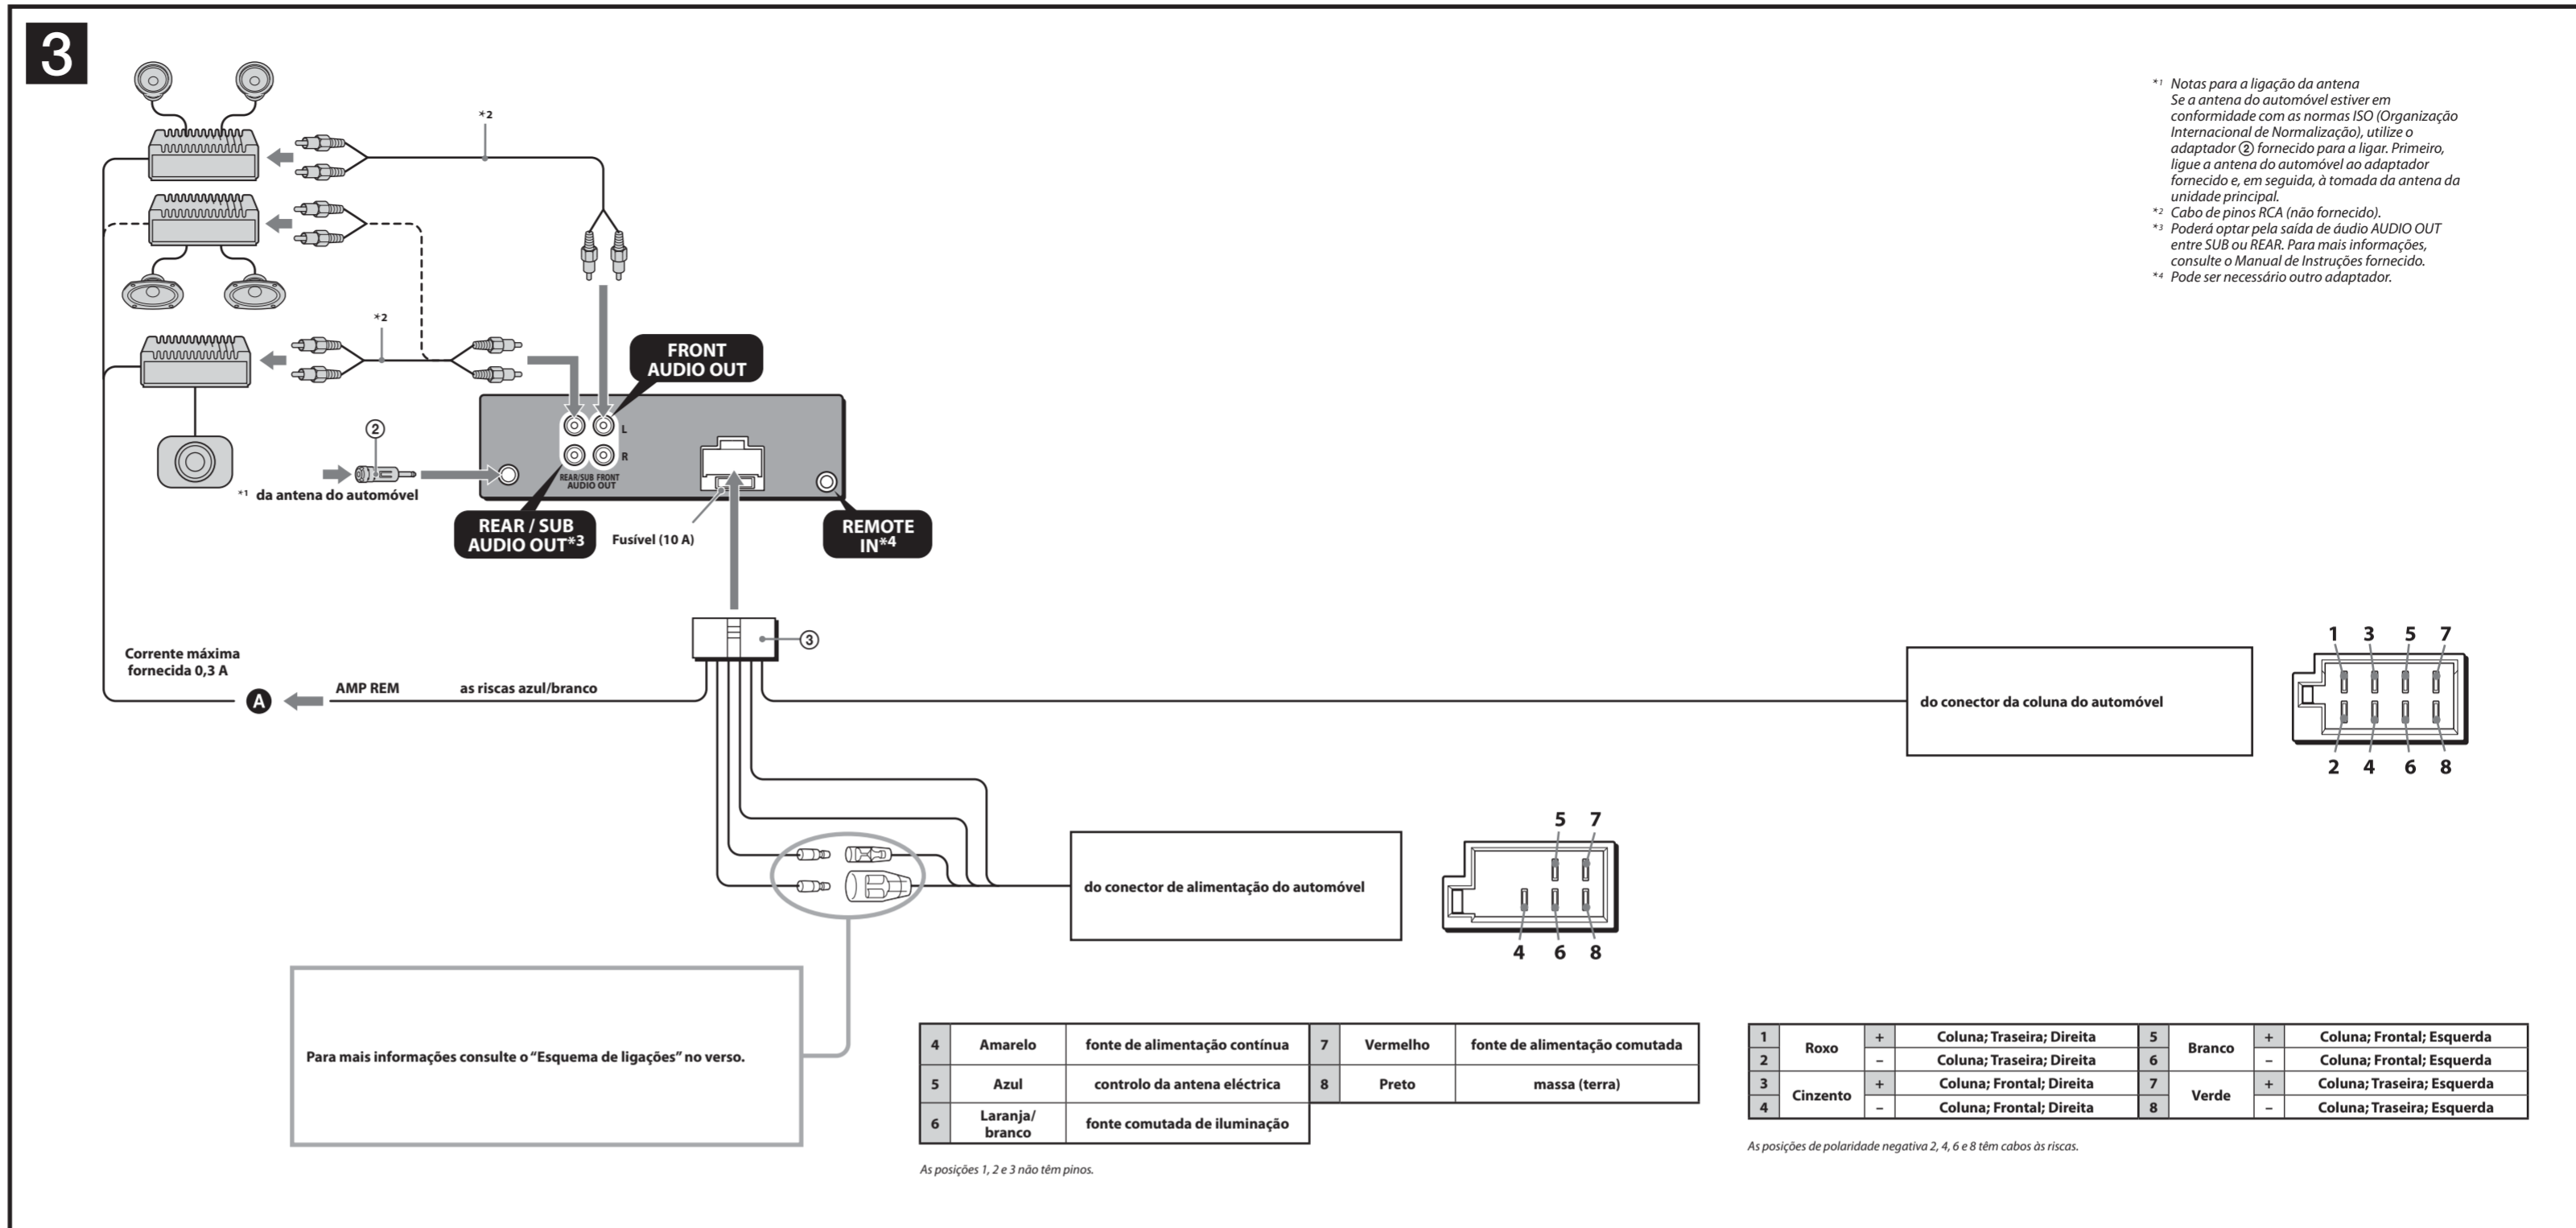 3
*1 Notas para a ligação da antena
Se a antena do automóvel estiver em
conformidade com as normas ISO (Organização
Internacional de Normalização), utilize o
adaptador ② fornecido para a ligar. Primeiro,
ligue a antena do automóvel ao adaptador
fornecido e, em seguida, à tomada da antena da
unidade principal.
*2 Cabo de pinos RCA (não fornecido).
*3 Poderá optar pela saída de áudio AUDIO OUT
entre SUB ou REAR. Para mais informações,
consulte o Manual de Instruções fornecido.
*4 Pode ser necessário outro adaptador.
*2
*2
FRONT
AUDIO OUT
②
L
R
REAR/SUB FRONT
AUDIO OUT
*1 da antena do automóvel
REAR / SUB
AUDIO OUT*3
Fusível (10 A)
REMOTE
IN*4
③
Corrente máxima
fornecida 0,3 A
A
AMP REM as riscas azul/branco
do conector da coluna do automóvel
1 3 5 7
2 4 6 8
do conector de alimentação do automóvel
5 7
4 6 8
Para mais informações consulte o “Esquema de ligações” no verso.
4 Amarelo fonte de alimentação contínua 7 Vermelho fonte de alimentação comutada
5 Azul controlo da antena eléctrica 8 Preto massa (terra)
6 Laranja/
branco fonte comutada de iluminação
As posições 1, 2 e 3 não têm pinos.
1 Roxo + Coluna; Traseira; Direita 5 Branco + Coluna; Frontal; Esquerda
2 – Coluna; Traseira; Direita 6 – Coluna; Frontal; Esquerda
3 Cinzento + Coluna; Frontal; Direita 7 Verde + Coluna; Traseira; Esquerda
4 – Coluna; Frontal; Direita 8 – Coluna; Traseira; Esquerda
As posições de polaridade negativa 2, 4, 6 e 8 têm cabos às riscas.